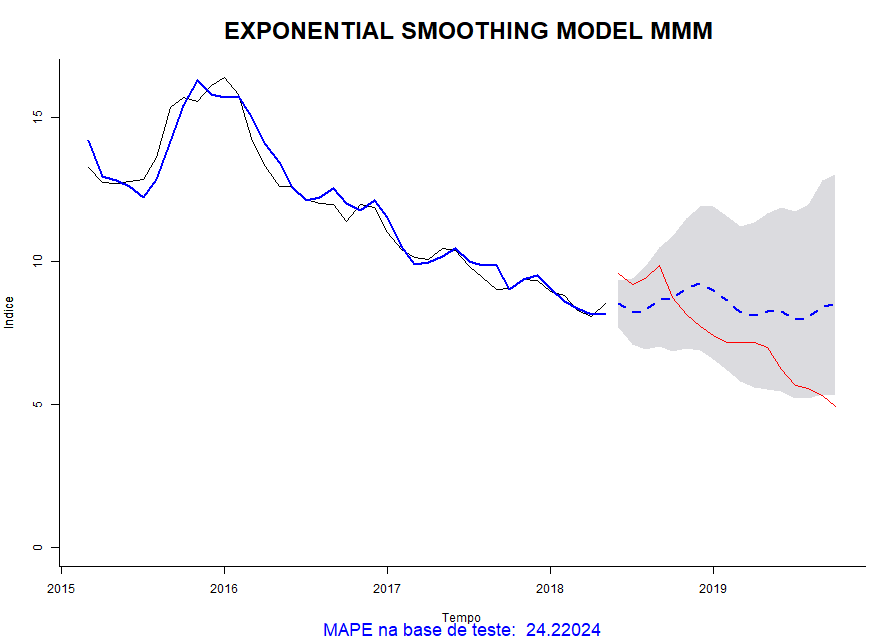 EXPONENTIAL SMOOTHING MODEL MMM
15
10
5
0
Indice
2015 2016 2017 2018 2019
Tempo
MAPE na base de teste: 24.22024